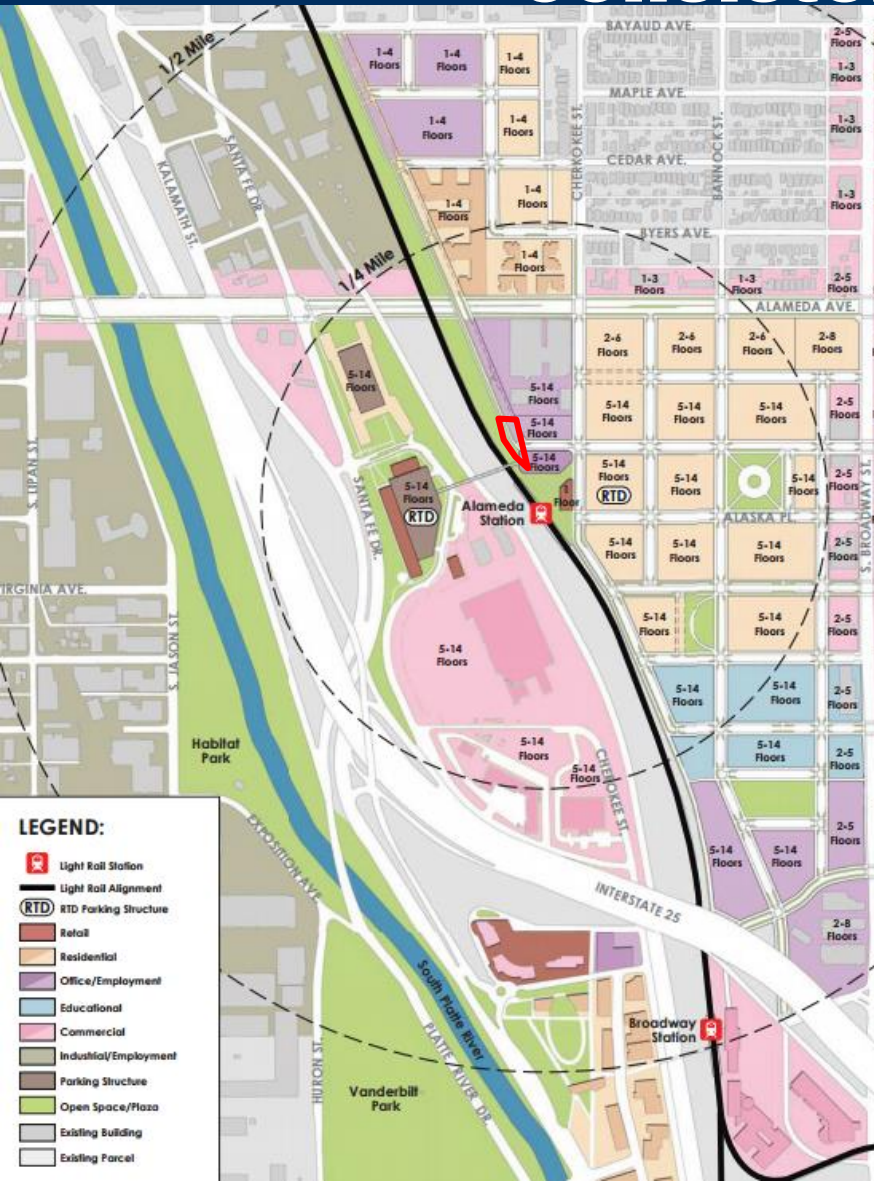 BAYAUD AVE.
2-5
Floors
1/2 Mile
1-4
Floors
1-4
Floors
1-4
Floors
1-3
Floors
MAPLE AVE.
1-4
Floors
1-4
Floors
CHERKOKEE ST.
BANNOCK ST.
1-3
Floors
SANTA FE DR.
KALAMATH ST.
CEDAR AVE.
1-4
Floors
1-4
Floors
1-3
Floors
BYERS AVE.
1/4 Mile
1-4
Floors
1-3
Floors
1-3
Floors
2-5
Floors
ALAMEDA AVE.
2-6
Floors
2-6
Floors
2-6
Floors
2-8
Floors
5-14
Floors
5-14
Floors
5-14
Floors
5-14
Floors
5-14
Floors
2-5
Floors
5-14
Floors
S. LIPAN ST.
5-14
Floors
5-14
Floors
RTD
5-14
Floors
5-14
Floors
2-5
Floors
S. BROADWAY ST.
SANTA FE DR.
5-14
Floors
RTD
Alameda
Station
1
Floor
ALASKA PL.
5-14
Floors
5-14
Floors
5-14
Floors
2-5
Floors
VIRGINIA AVE.
S. JASON ST.
5-14
Floors
5-14
Floors
5-14
Floors
2-5
Floors
5-14
Floors
5-14
Floors
2-5
Floors
Habitat
Park
5-14
Floors
5-14
Floors
CHEROKEE ST.
5-14
Floors
2-5
Floors
LEGEND:
Light Rail Station
Light Rail Alignment
RTD RTD Parking Structure
Retail
Residential
Office/Employment
Educational
Commercial
Industrial/Employment
Parking Structure
Open Space/Plaza
Existing Building
Existing Parcel
EXPOSITION AVE.
5-14
Floors
5-14
Floors
2-5
Floors
INTERSTATE 25
2-8
Floors
South Platte River
PLATTE RIVER DR.
HURON ST.
Broadway
Station
Vanderbilt
Park